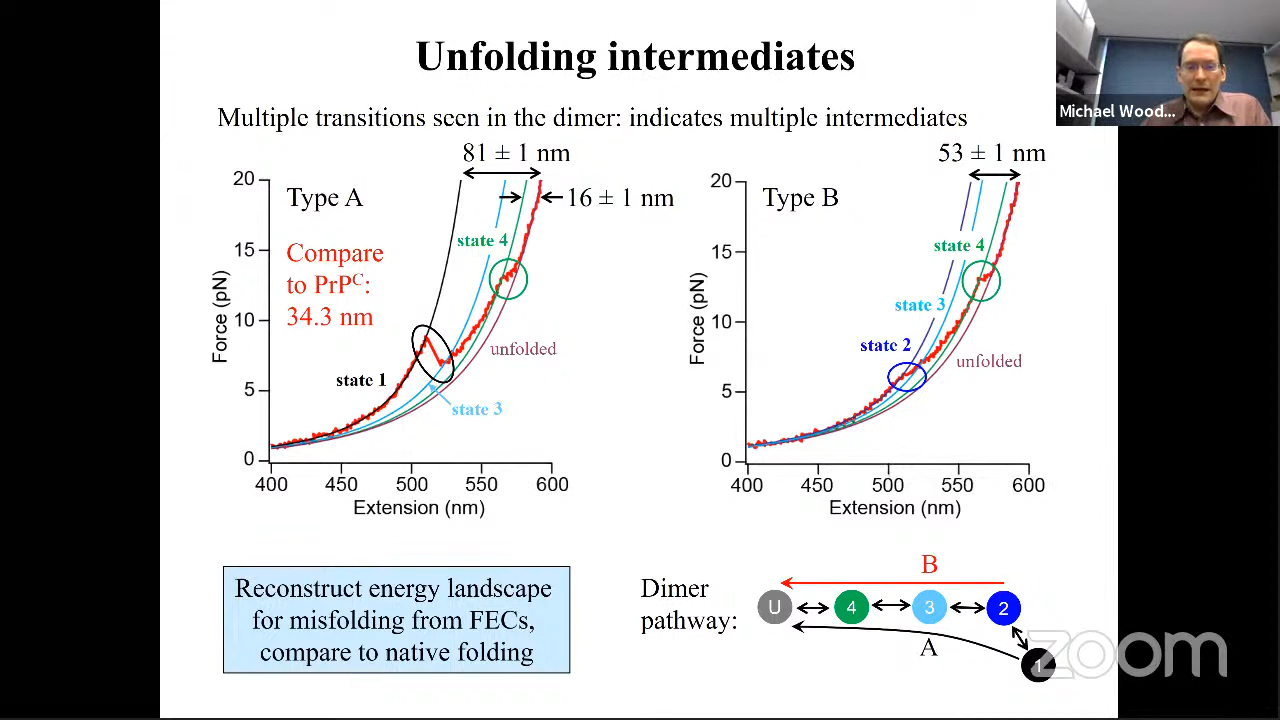 Unfolding intermediates
Michael Wood...
Multiple transitions seen in the dimer: indicates multiple intermediates
81 ± 1 nm
16 ± 1 nm
Type A
Compare
to PrPᶜ:
34.3 nm
state 4
unfolded
state 1
state 3
20
15
10
5
0
Force (pN)
400 450 500 550 600
Extension (nm)
53 ± 1 nm
Type B
state 4
state 3
state 2
unfolded
20
15
10
5
0
Force (pN)
400 450 500 550 600
Extension (nm)
Reconstruct energy landscape
for misfolding from FECs,
compare to native folding
Dimer
pathway:
B
U 4 3 2
A
1
zoom